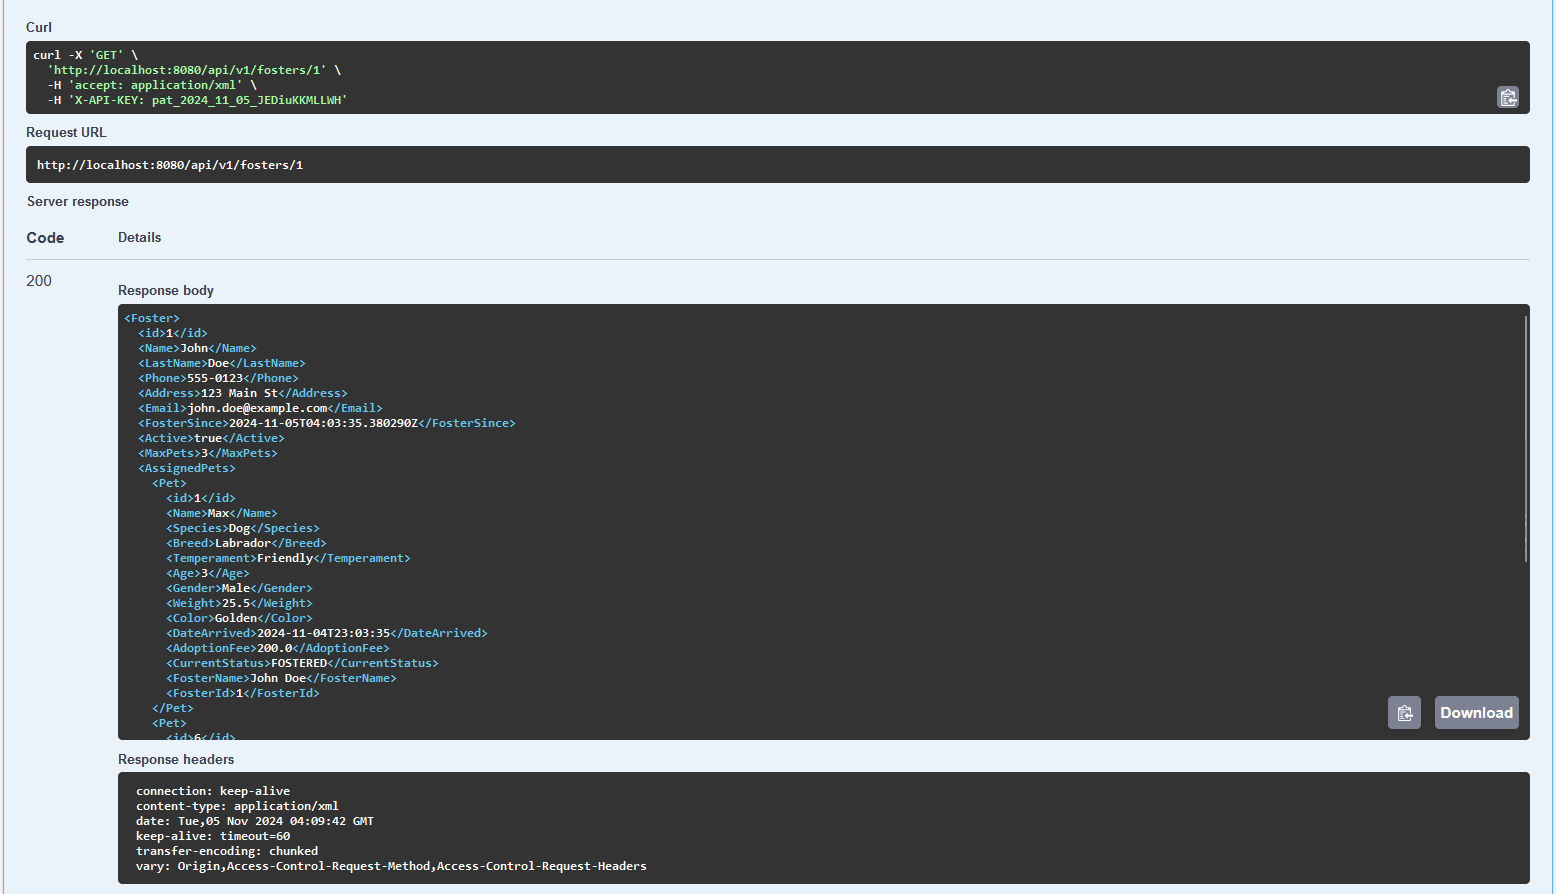 Curl
curl -X 'GET' \
  'http://localhost:8080/api/v1/fosters/1' \
  -H 'accept: application/xml' \
  -H 'X-API-KEY: pat_2024_11_05_JEDiuKKMLLWH'
Request URL
http://localhost:8080/api/v1/fosters/1
Server response
Code Details
200
Response body
<Foster>
  <id>1</id>
  <Name>John</Name>
  <LastName>Doe</LastName>
  <Phone>555-0123</Phone>
  <Address>123 Main St</Address>
  <Email>john.doe@example.com</Email>
  <FosterSince>2024-11-05T04:03:35.380290Z</FosterSince>
  <Active>true</Active>
  <MaxPets>3</MaxPets>
  <AssignedPets>
    <Pet>
      <id>1</id>
      <Name>Max</Name>
      <Species>Dog</Species>
      <Breed>Labrador</Breed>
      <Temperament>Friendly</Temperament>
      <Age>3</Age>
      <Gender>Male</Gender>
      <Weight>25.5</Weight>
      <Color>Golden</Color>
      <DateArrived>2024-11-04T23:03:35</DateArrived>
      <AdoptionFee>200.0</AdoptionFee>
      <CurrentStatus>FOSTERED</CurrentStatus>
      <FosterName>John Doe</FosterName>
      <FosterId>1</FosterId>
    </Pet>
    <Pet>
      <id>6</id>
Download
Response headers
connection: keep-alive
content-type: application/xml
date: Tue,05 Nov 2024 04:09:42 GMT
keep-alive: timeout=60
transfer-encoding: chunked
vary: Origin,Access-Control-Request-Method,Access-Control-Request-Headers